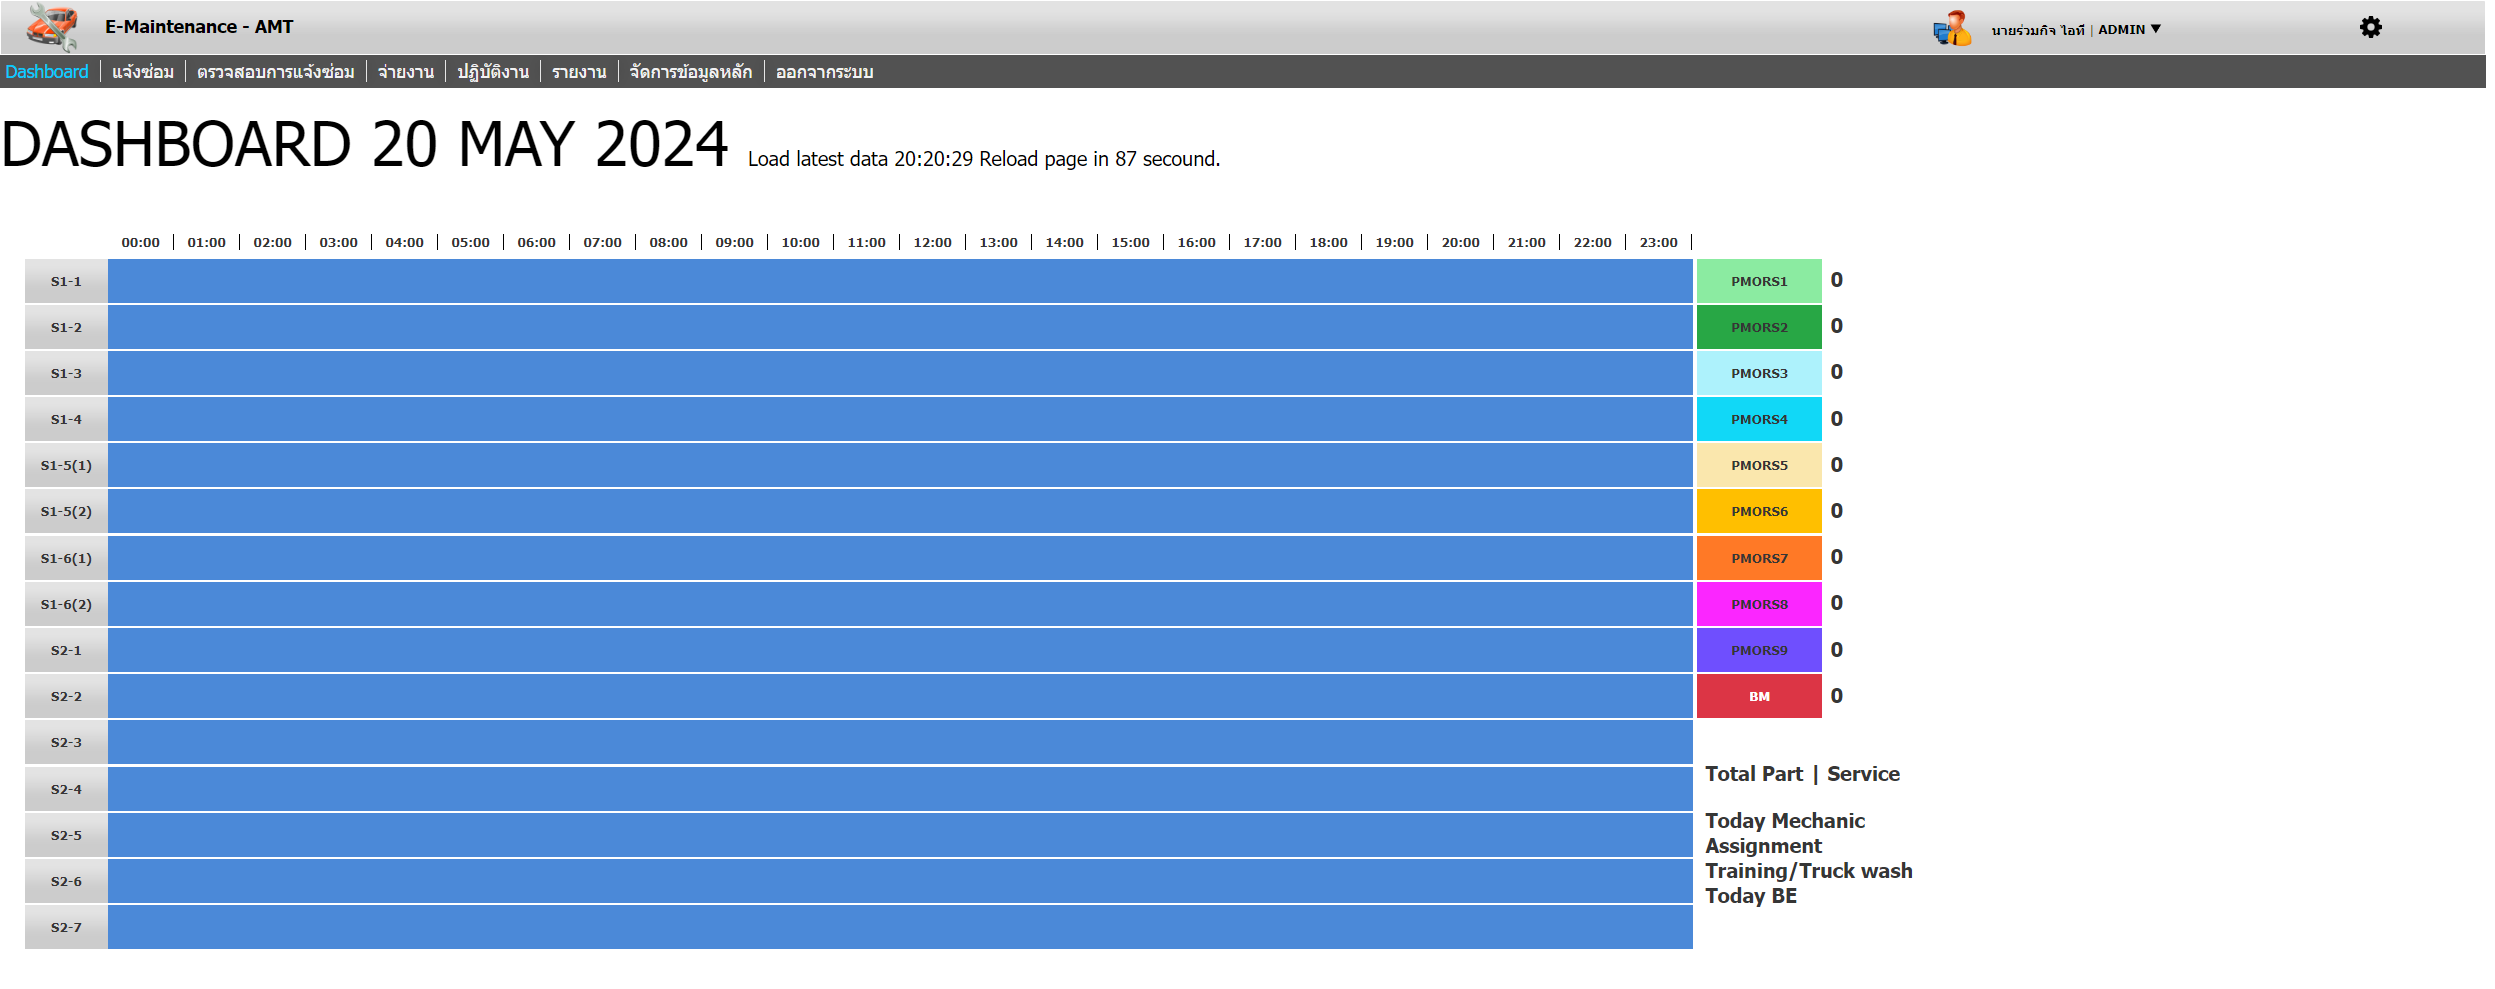 E-Maintenance - AMT
นายร่วมกิจ ไอที | ADMIN ▼
Dashboard | แจ้งซ่อม | ตรวจสอบการแจ้งซ่อม | จ่ายงาน | ปฏิบัติงาน | รายงาน | จัดการข้อมูลหลัก | ออกจากระบบ
DASHBOARD 20 MAY 2024 Load latest data 20:20:29 Reload page in 87 secound.
00:00 | 01:00 | 02:00 | 03:00 | 04:00 | 05:00 | 06:00 | 07:00 | 08:00 | 09:00 | 10:00 | 11:00 | 12:00 | 13:00 | 14:00 | 15:00 | 16:00 | 17:00 | 18:00 | 19:00 | 20:00 | 21:00 | 22:00 | 23:00 |
S1-1 PMORS1 0
S1-2 PMORS2 0
S1-3 PMORS3 0
S1-4 PMORS4 0
S1-5(1) PMORS5 0
S1-5(2) PMORS6 0
S1-6(1) PMORS7 0
S1-6(2) PMORS8 0
S2-1 PMORS9 0
S2-2 BM 0
S2-3
S2-4
S2-5
S2-6
S2-7
Total Part | Service
Today Mechanic
Assignment
Training/Truck wash
Today BE